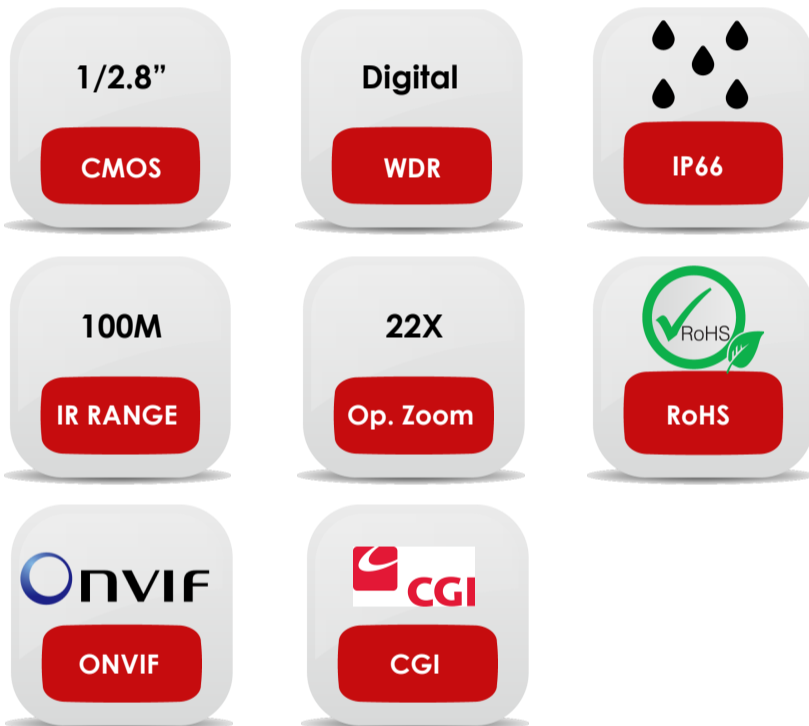 1/2.8”
CMOS
Digital
WDR
IP66
100M
IR RANGE
22X
Op. Zoom
RoHS
RoHS
ONVIF
ONVIF
CGI
CGI